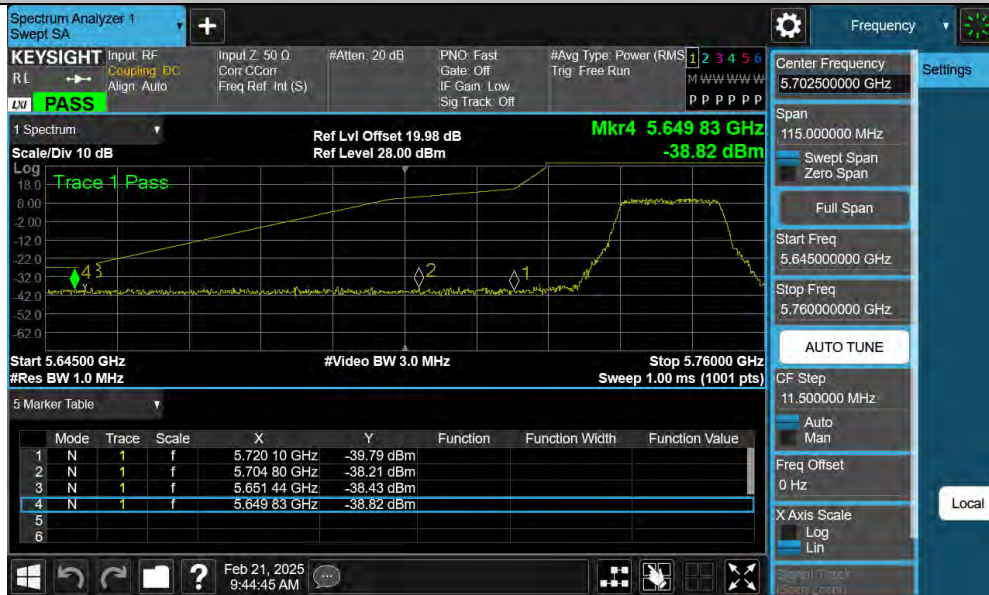 Spectrum Analyzer 1
Swept SA
Frequency
KEYSIGHT
RL
LXI
PASS
Input: RF
Coupling: DC
Align: Auto
Input Z: 50 Ω
Corr CCorr
Freq Ref: Int (S)
#Atten: 20 dB
PNO: Fast
Gate: Off
IF Gain: Low
Sig Track: Off
#Avg Type: Power (RMS
Trig: Free Run
1 2 3 4 5 6
M W W W W W
P P P P P P
1 Spectrum
Scale/Div 10 dB
Ref Lvl Offset 19.98 dB
Ref Level 28.00 dBm
Mkr4 5.649 83 GHz
-38.82 dBm
Log
Trace 1 Pass
18.0
8.00
-2.00
-12.0
-22.0
-32.0
-42.0
-52.0
-62.0
4 3
2
1
Start 5.64500 GHz
#Res BW 1.0 MHz
#Video BW 3.0 MHz
Stop 5.76000 GHz
Sweep 1.00 ms (1001 pts)
5 Marker Table
Mode Trace Scale X Y Function Function Width Function Value
1 N 1 f 5.720 10 GHz -39.79 dBm
2 N 1 f 5.704 80 GHz -38.21 dBm
3 N 1 f 5.651 44 GHz -38.43 dBm
4 N 1 f 5.649 83 GHz -38.82 dBm
5
6
Feb 21, 2025
9:44:45 AM
Center Frequency
5.702500000 GHz
Settings
Span
115.000000 MHz
Swept Span
Zero Span
Full Span
Start Freq
5.645000000 GHz
Stop Freq
5.760000000 GHz
AUTO TUNE
CF Step
11.500000 MHz
Auto
Man
Freq Offset
0 Hz
Local
X Axis Scale
Log
Lin
Signal Track
(Span Zoom)